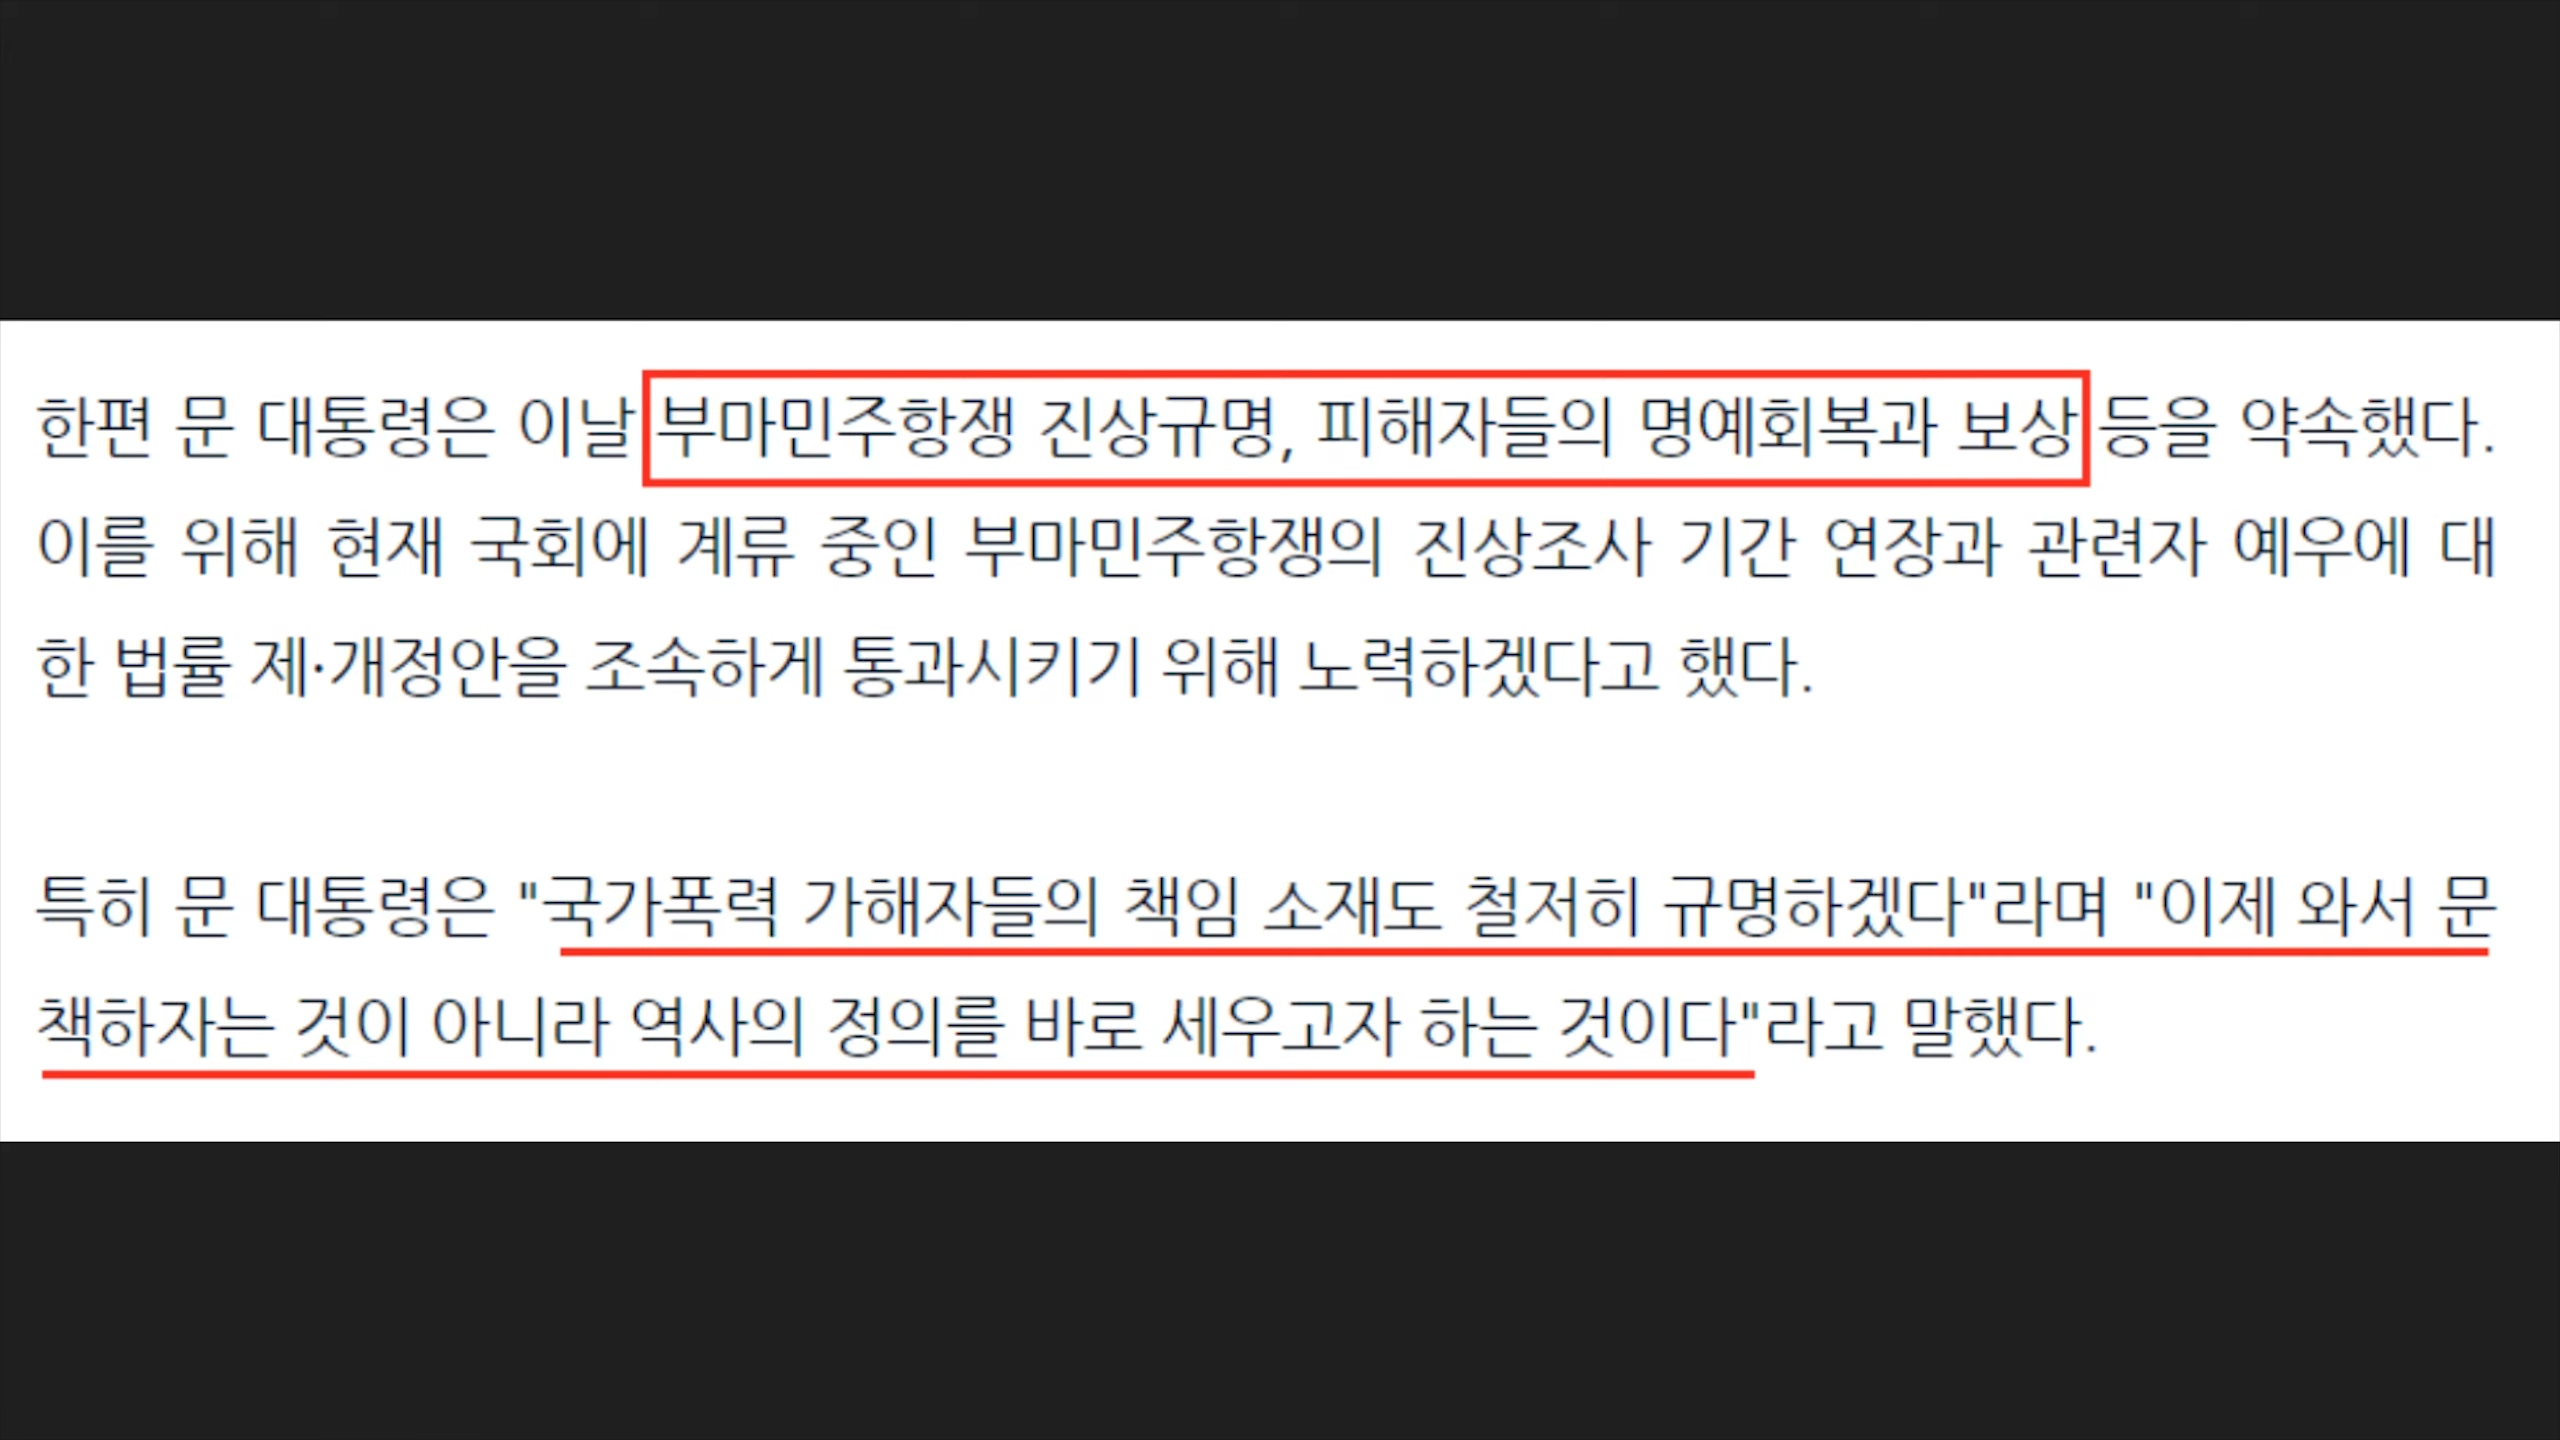 한편 문 대통령은 이날 부마민주항쟁 진상규명, 피해자들의 명예회복과 보상 등을 약속했다.
이를 위해 현재 국회에 계류 중인 부마민주항쟁의 진상조사 기간 연장과 관련자 예우에 대
한 법률 제·개정안을 조속하게 통과시키기 위해 노력하겠다고 했다.
특히 문 대통령은 "국가폭력 가해자들의 책임 소재도 철저히 규명하겠다"라며 "이제 와서 문
책하자는 것이 아니라 역사의 정의를 바로 세우고자 하는 것이다"라고 말했다.